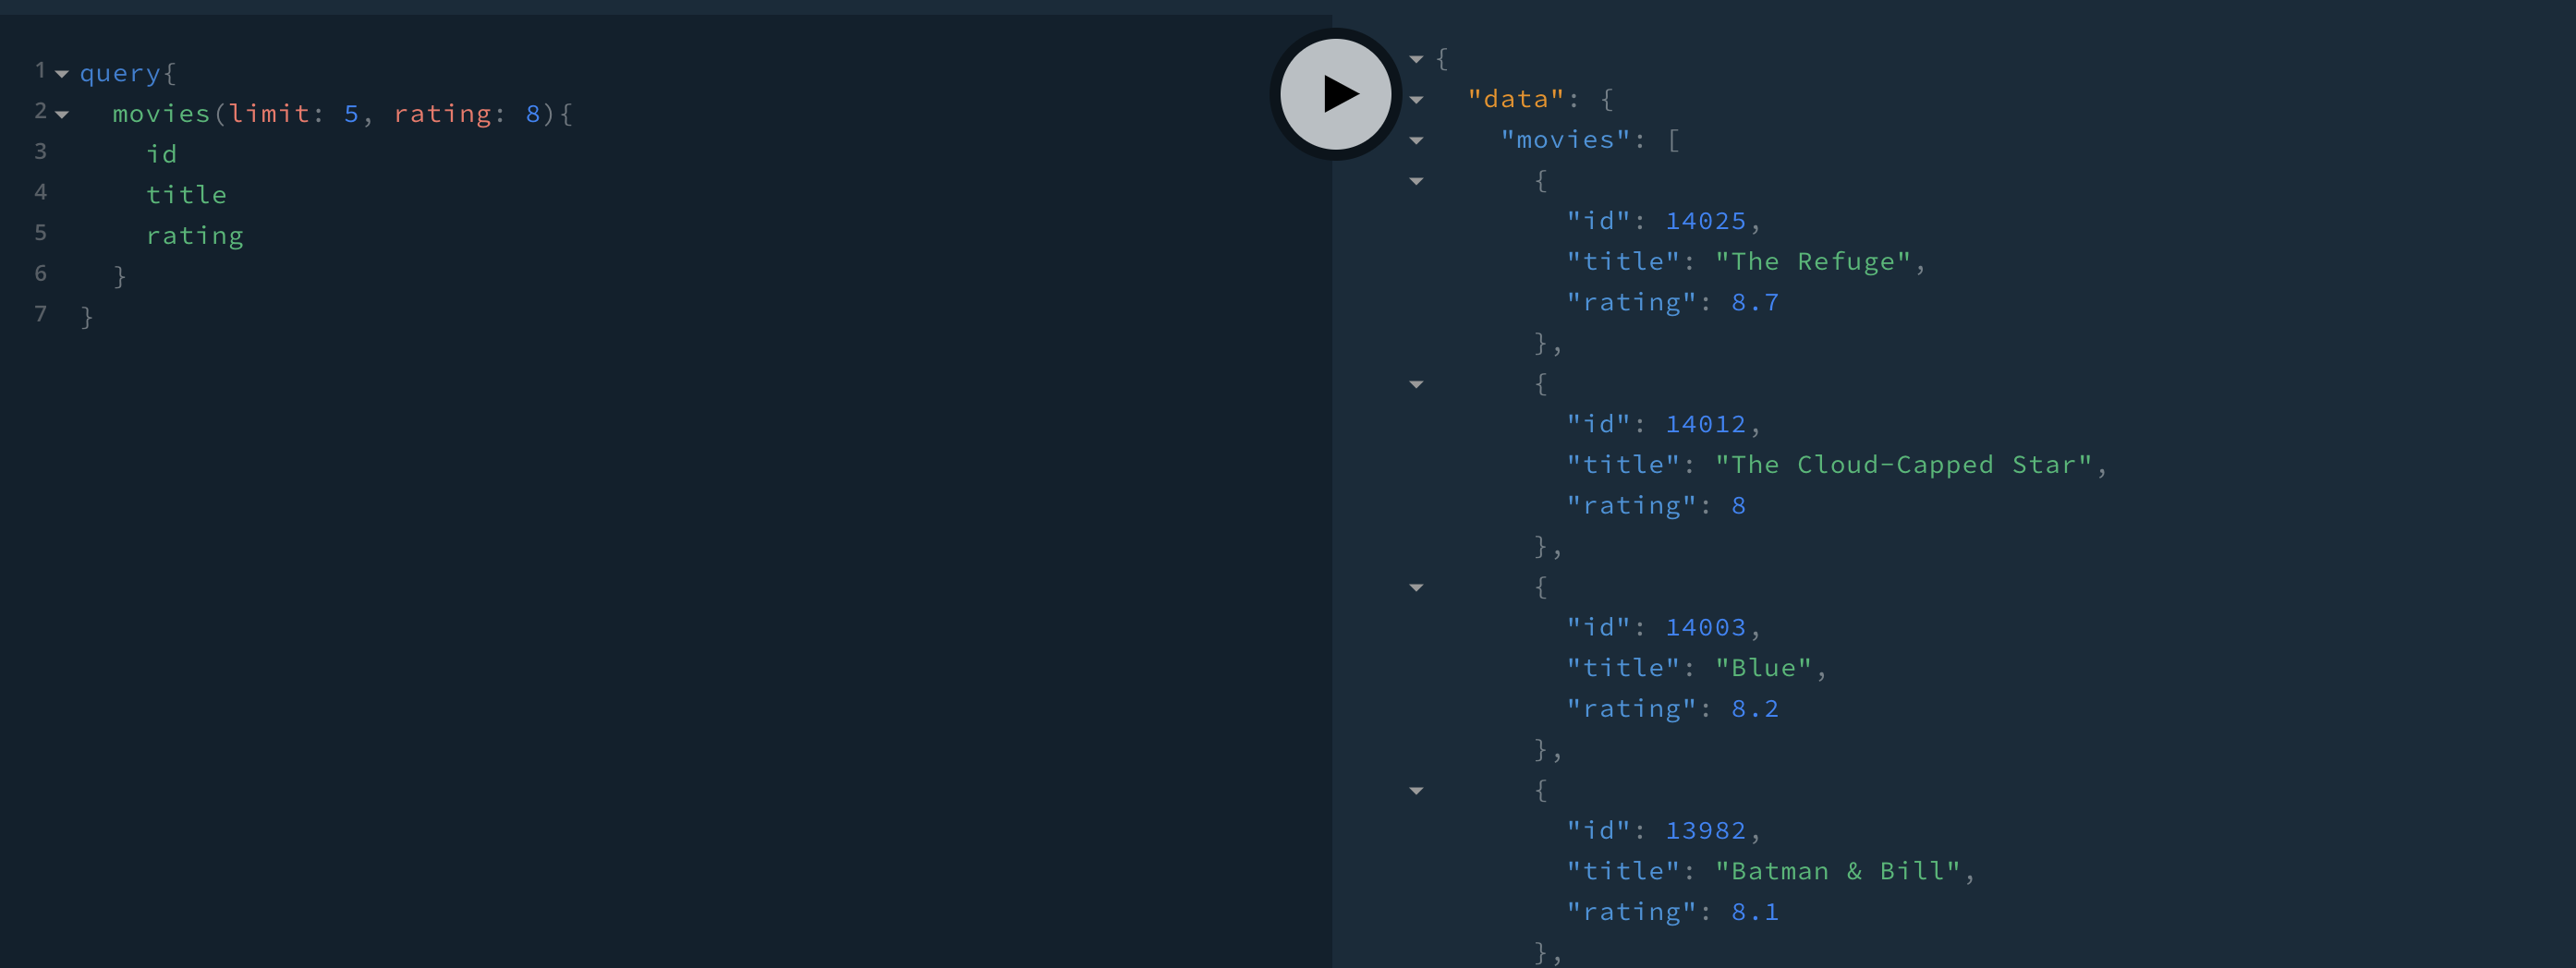 1 query{
2 movies(limit: 5, rating: 8){
3 id
4 title
5 rating
6 }
7 }
{
"data": {
"movies": [
{
"id": 14025,
"title": "The Refuge",
"rating": 8.7
},
{
"id": 14012,
"title": "The Cloud-Capped Star",
"rating": 8
},
{
"id": 14003,
"title": "Blue",
"rating": 8.2
},
{
"id": 13982,
"title": "Batman & Bill",
"rating": 8.1
},